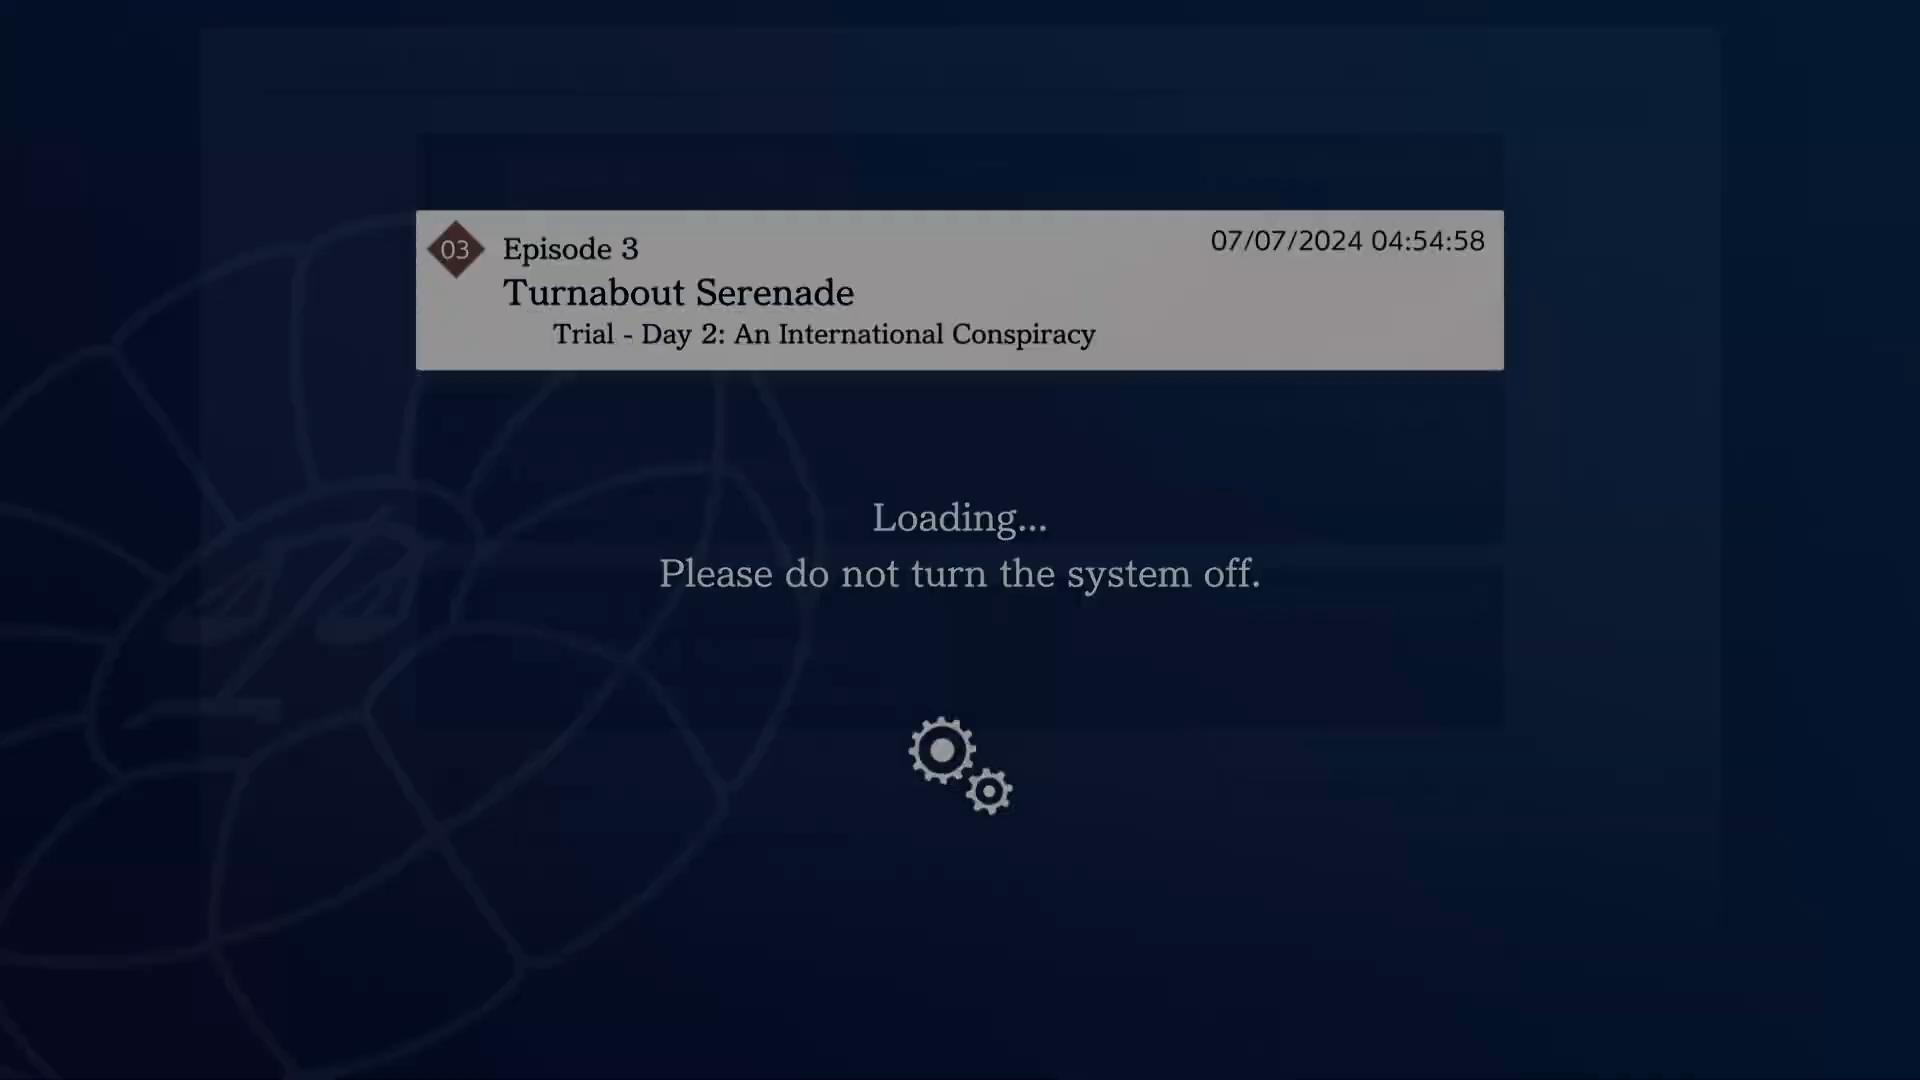 03
Episode 3
07/07/2024 04:54:58
Turnabout Serenade
Trial - Day 2: An International Conspiracy
Loading...
Please do not turn the system off.